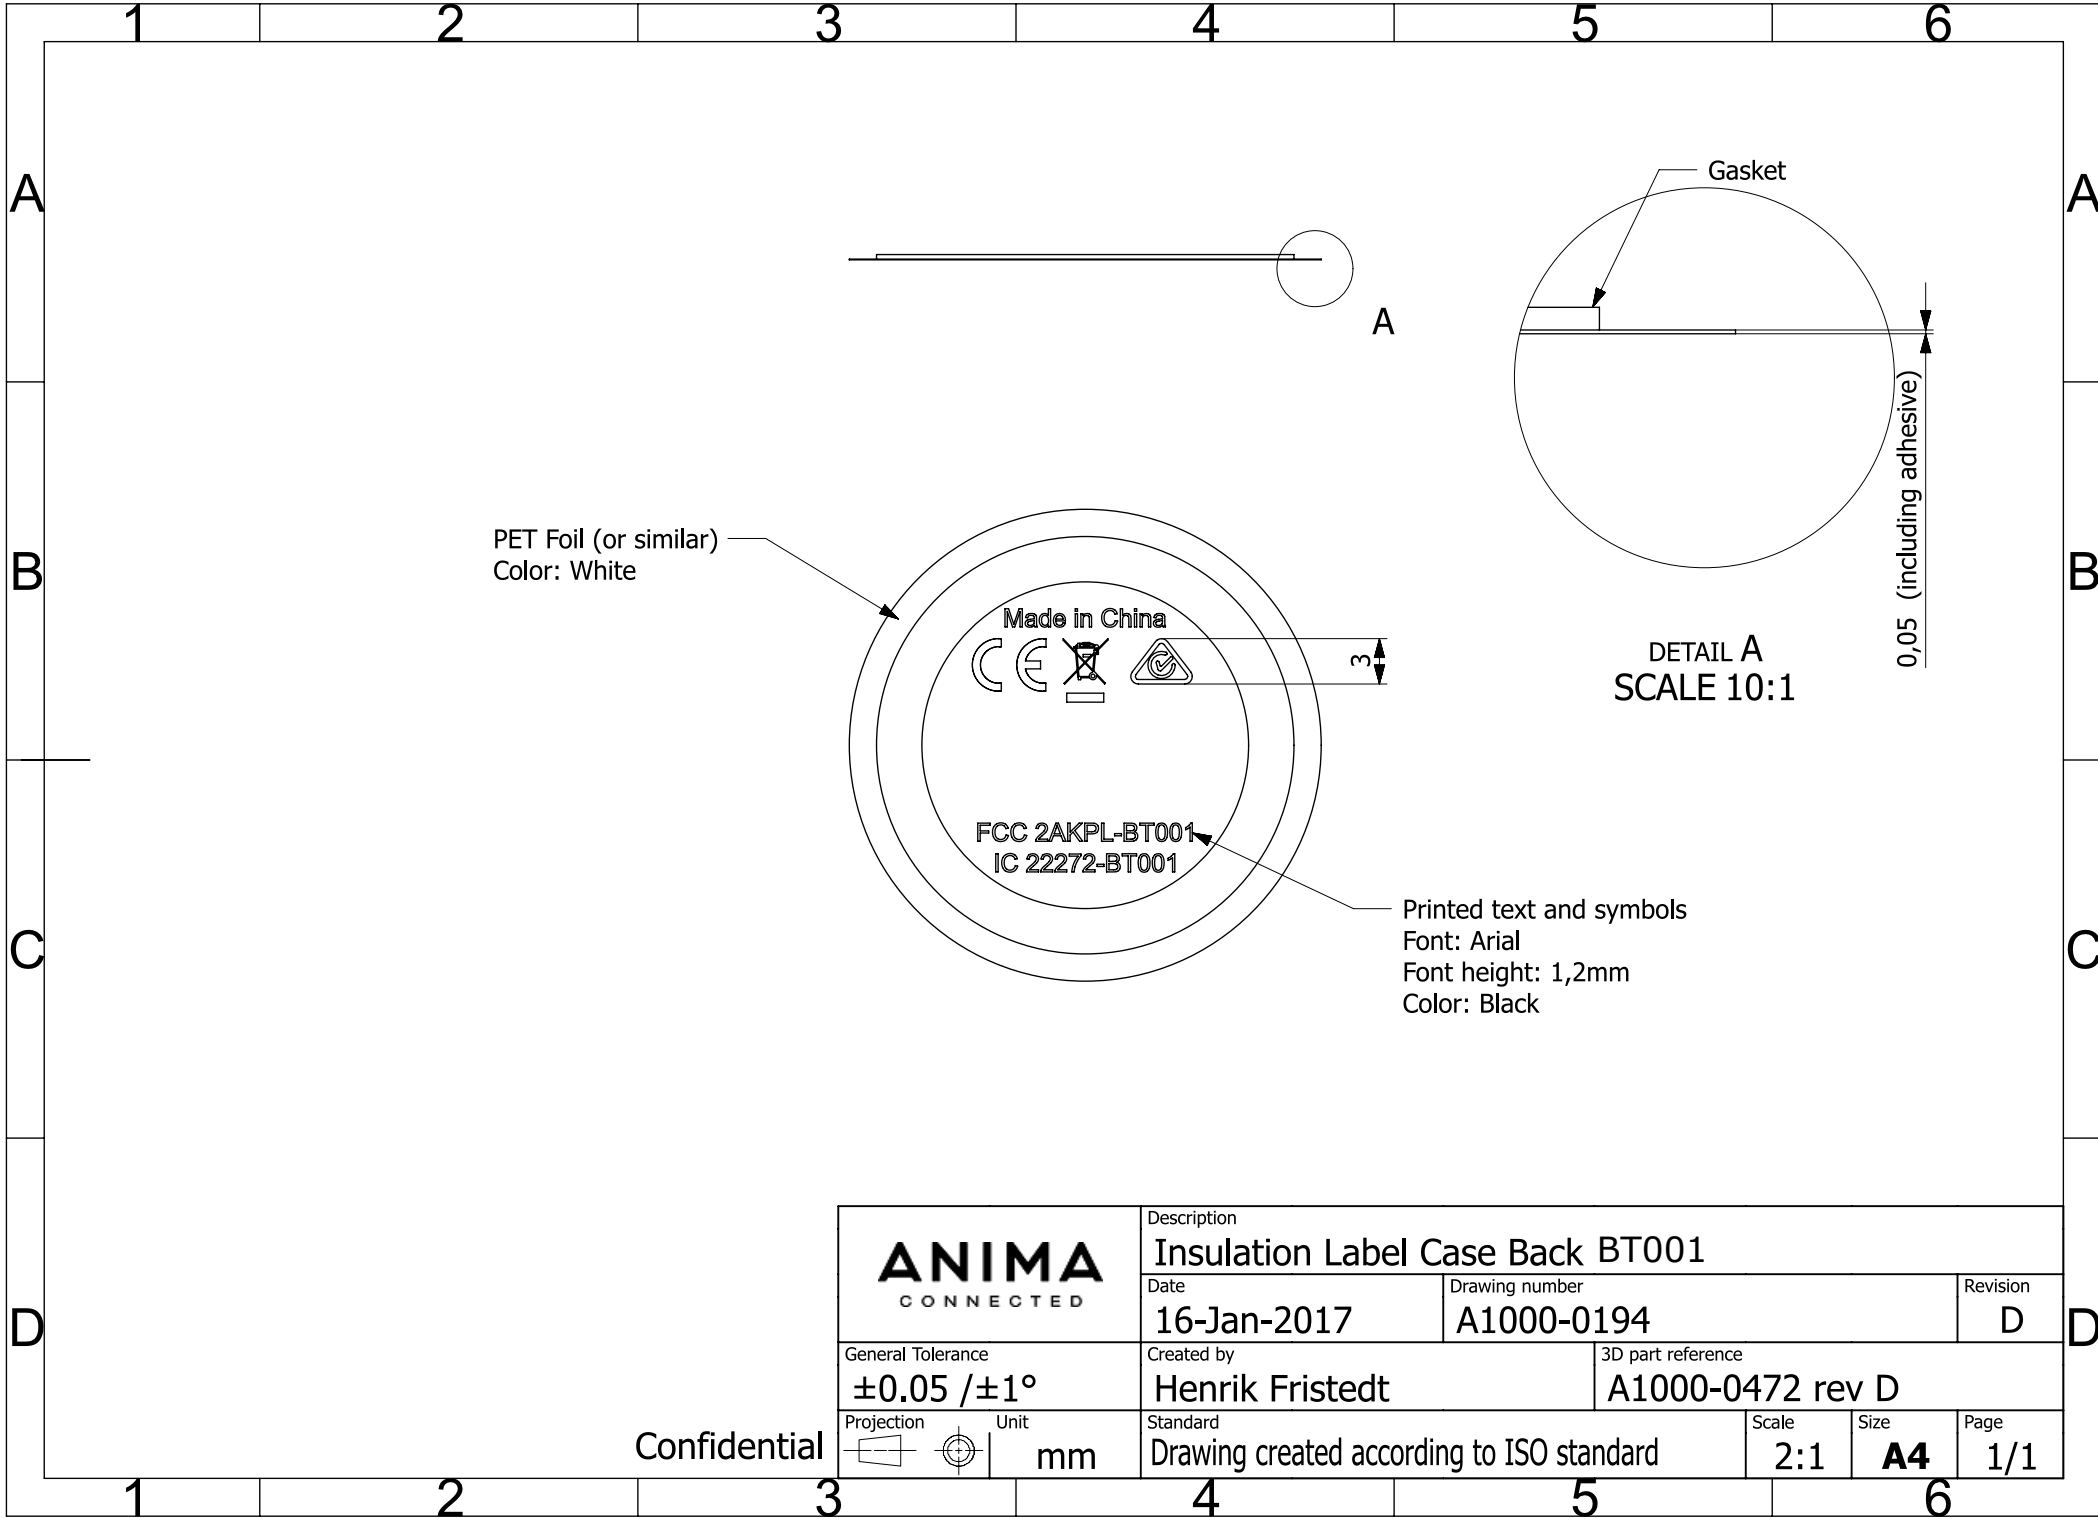 1 2 3 4 5 6
A A
Gasket
A
0,05 (including adhesive)
DETAIL A
SCALE 10:1
PET Foil (or similar)
Color: White
B B
Made in China
CE
3
FCC 2AKPL-BT001
IC 22272-BT001
Printed text and symbols
Font: Arial
Font height: 1,2mm
Color: Black
C C
D D
ANIMA
CONNECTED
Description
Insulation Label Case Back BT001
Date
16-Jan-2017
Drawing number
A1000-0194
Revision
D
General Tolerance
±0.05 /±1°
Created by
Henrik Fristedt
3D part reference
A1000-0472 rev D
Confidential
Projection
Unit
mm
Standard
Drawing created according to ISO standard
Scale
2:1
Size
A4
Page
1/1
1 2 3 4 5 6